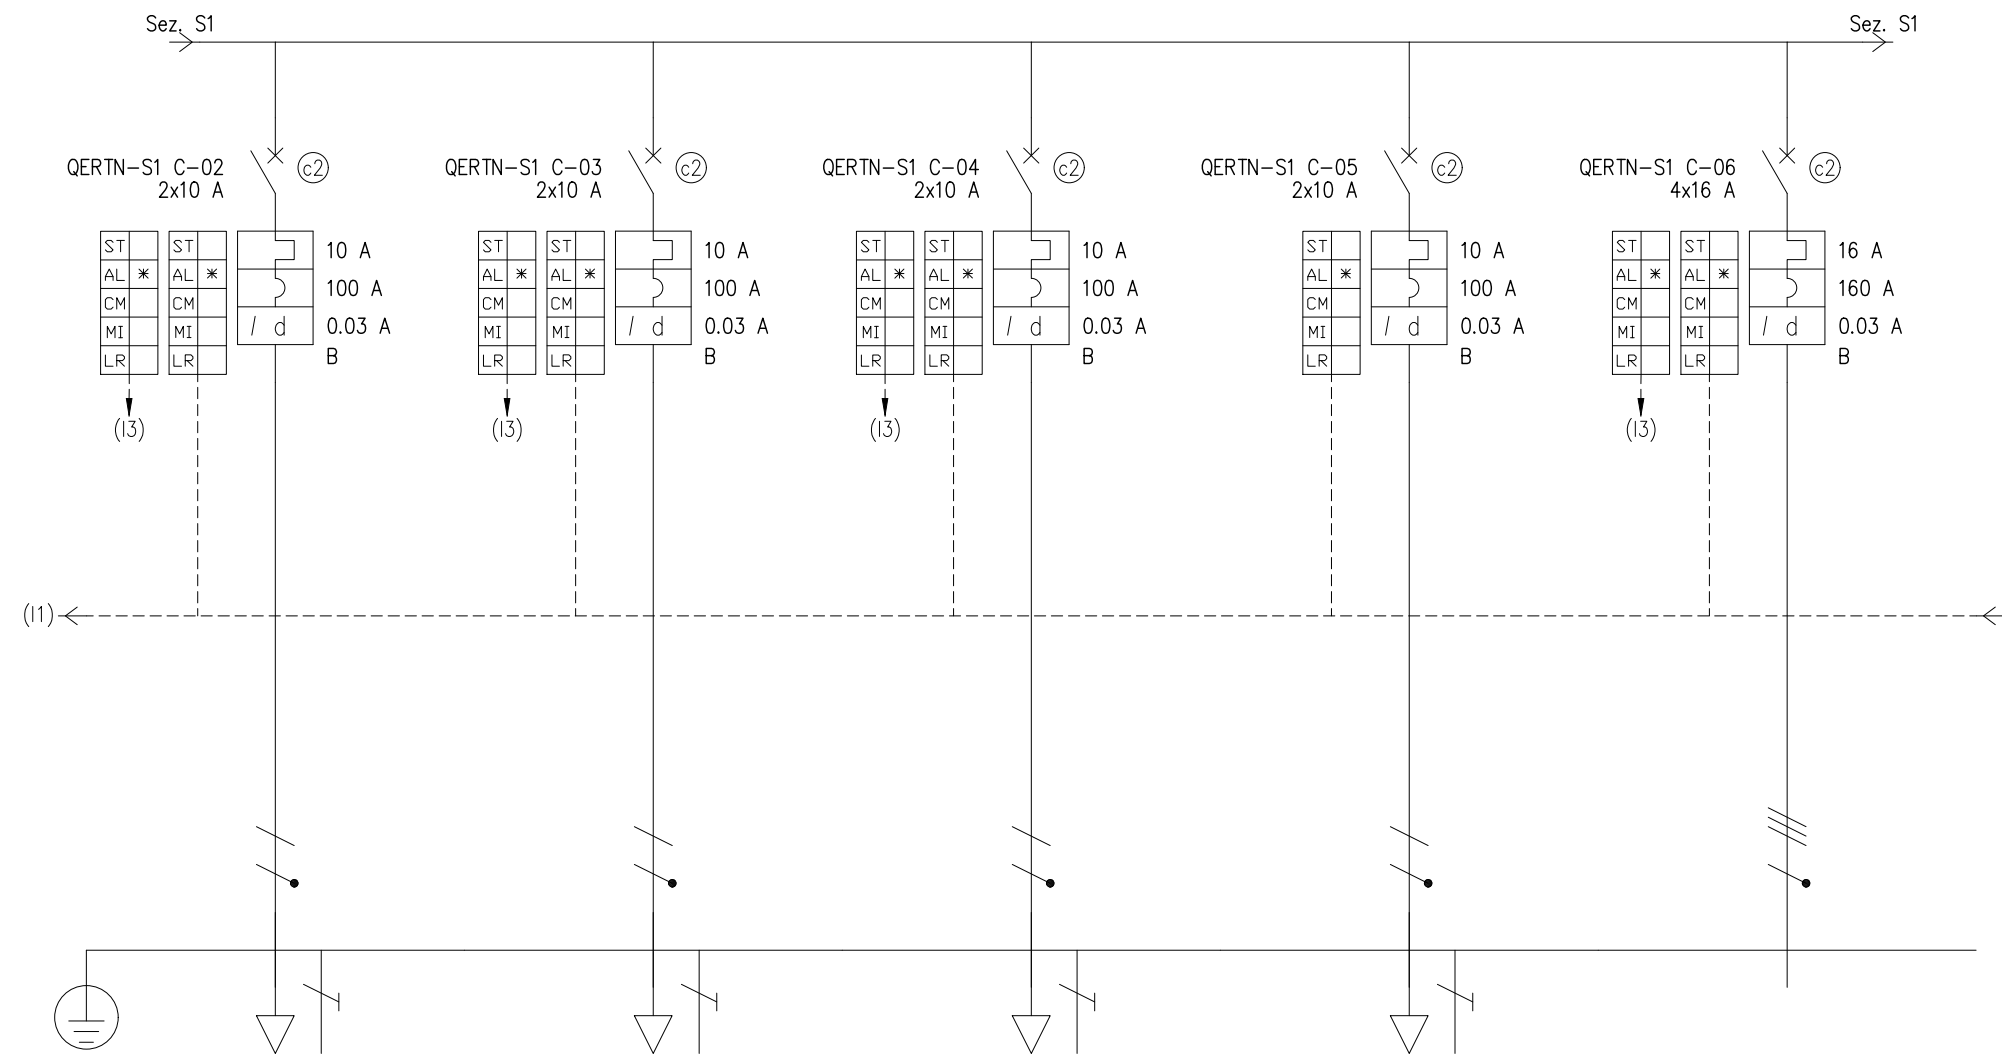 Sez. S1
Sez. S1
QERTN-S1 C-02
2x10 A
c2
ST
AL *
CM
MI
LR
(I3)
ST
AL *
CM
MI
LR
I d
10 A
100 A
0.03 A
B
QERTN-S1 C-03
2x10 A
c2
ST
AL *
CM
MI
LR
(I3)
ST
AL *
CM
MI
LR
I d
10 A
100 A
0.03 A
B
QERTN-S1 C-04
2x10 A
c2
ST
AL *
CM
MI
LR
(I3)
ST
AL *
CM
MI
LR
I d
10 A
100 A
0.03 A
B
QERTN-S1 C-05
2x10 A
c2
ST
AL *
CM
MI
LR
I d
10 A
100 A
0.03 A
B
QERTN-S1 C-06
4x16 A
c2
ST
AL *
CM
MI
LR
(I3)
ST
AL *
CM
MI
LR
I d
16 A
160 A
0.03 A
B
(I1)